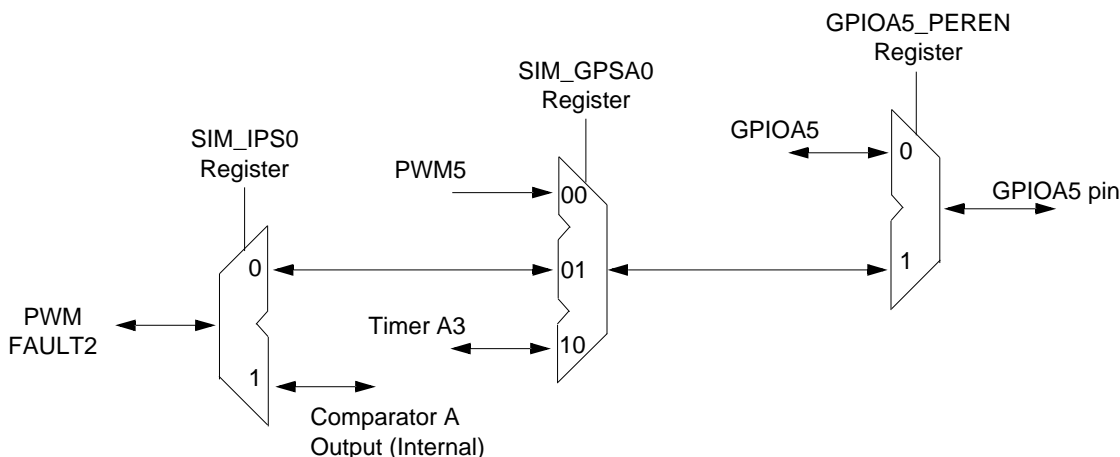 GPIOA5_PEREN
Register
SIM_GPSA0
Register
SIM_IPS0
Register
GPIOA5
0
PWM5
00
GPIOA5 pin
0
01
1
PWM
FAULT2
Timer A3
10
1
Comparator A
Output (Internal)